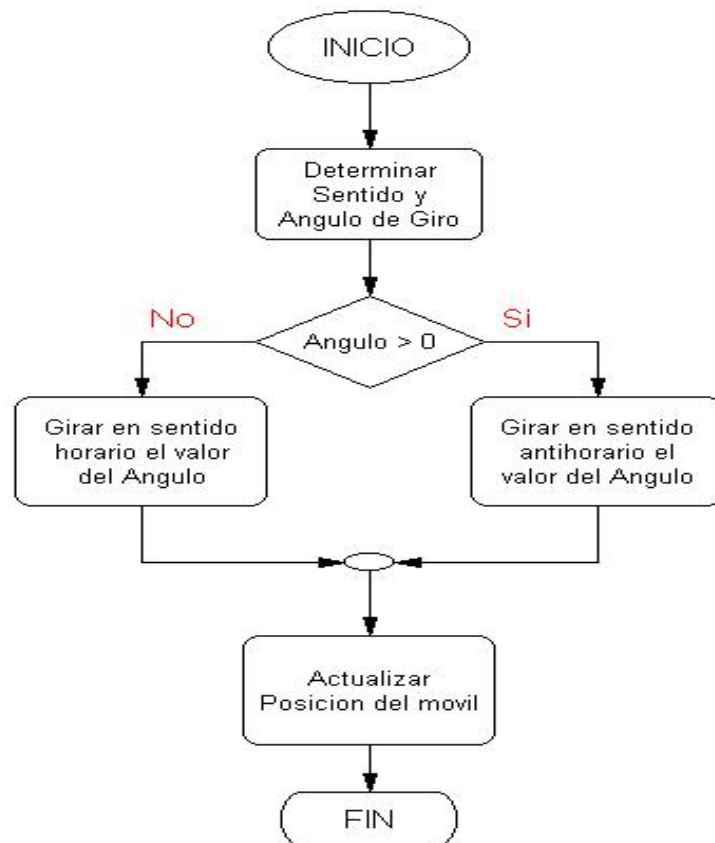 INICIO
Determinar
Sentido y
Angulo de Giro
No
Si
Angulo > 0
Girar en sentido
horario el valor
del Angulo
Girar en sentido
antihorario el
valor del Angulo
Actualizar
Posicion del movil
FIN